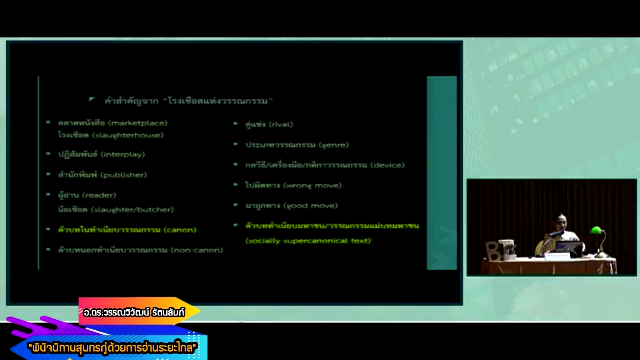 คำสำคัญจาก "โรงเชือดแห่งวรรณกรรม"
ตลาดหนังสือ (marketplace)
โรงเชือด (slaughterhouse)
ปฏิสัมพันธ์ (interplay)
สำนักพิมพ์ (publisher)
ผู้อ่าน (reader)
มือเชือด (slaughter/butcher)
ตัวบทในทำเนียบวรรณกรรม (canon)
ตัวบทนอกทำเนียบวรรณกรรม (non-canon)
คู่แข่ง (rival)
ประเภทวรรณกรรม (genre)
กลวิธี/เครื่องมือ/กติกาวรรณกรรม (device)
ไปผิดทาง (wrong move)
มาถูกทาง (good move)
ตัวบททำเนียบมหาชน/วรรณกรรมแม่บทมหาชน
(socially supercanonical text)
อ.ดร.วรรณวิวัฒน์ รัตนลัมภ์
"พินิจนิทานสุนทรภู่ด้วยการอ่านระยะไกล"